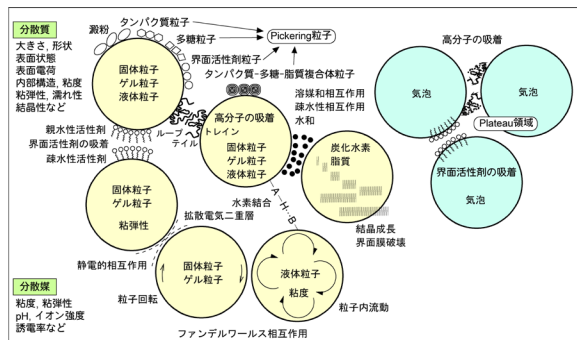 分散質
大きさ, 形状
表面状態
表面電荷
内部構造, 粘度
粘弾性, 濡れ性
結晶性など
澱粉
タンパク質粒子
多糖粒子
界面活性剤粒子
Pickering粒子
タンパク質−多糖−脂質複合体粒子
固体粒子
ゲル粒子
液体粒子
親水性活性剤
界面活性剤の吸着
疎水性活性剤
ループ
テイル
トレイン
高分子の吸着
固体粒子
ゲル粒子
液体粒子
溶媒和相互作用
疎水性相互作用
水和
炭化水素
脂質
結晶成長
界面膜破壊
水素結合
A
H
B
固体粒子
ゲル粒子
粘弾性
拡散電気二重層
静電的相互作用
固体粒子
ゲル粒子
粒子回転
液体粒子
粘度
粒子内流動
ファンデルワールス相互作用
分散媒
粘度, 粘弾性
pH, イオン強度
誘電率など
高分子の吸着
気泡
気泡
Plateau領域
界面活性剤の吸着
気泡